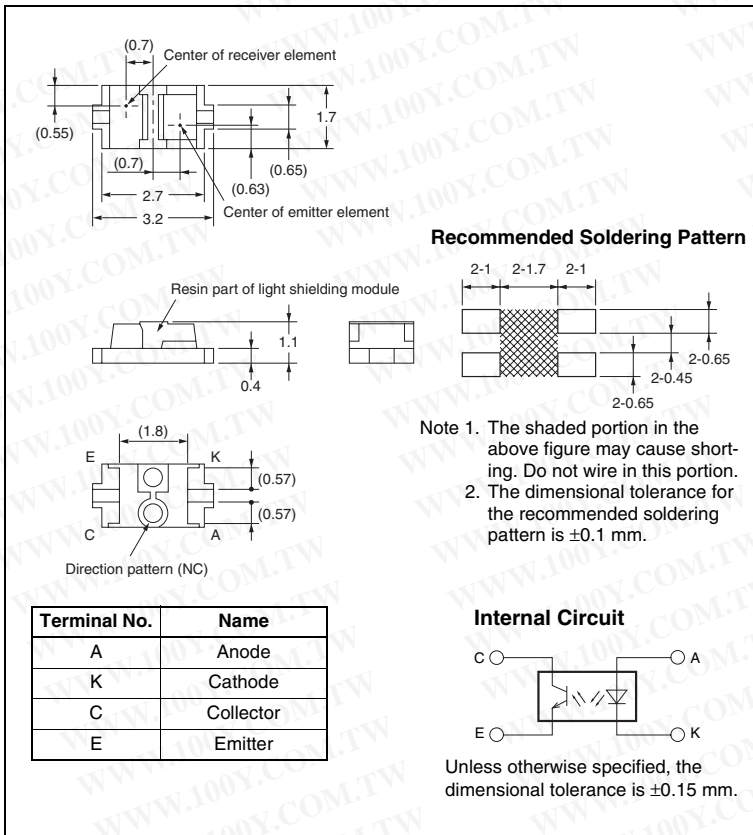 (0.7)
Center of receiver element
(0.55)
1.7
(0.7)
(0.65)
(0.63)
2.7
3.2
Center of emitter element
Resin part of light shielding module
1.1
0.4
(1.8)
E
K
(0.57)
(0.57)
C
A
Direction pattern (NC)
Recommended Soldering Pattern
2-1
2-1.7
2-1
2-0.65
2-0.45
2-0.65
Note 1. The shaded portion in the
above figure may cause short-
ing. Do not wire in this portion.
2. The dimensional tolerance for
the recommended soldering
pattern is ±0.1 mm.
Terminal No. Name
A Anode
K Cathode
C Collector
E Emitter
Internal Circuit
C
A
E
K
Unless otherwise specified, the
dimensional tolerance is ±0.15 mm.
WWW.100Y.COM.TW